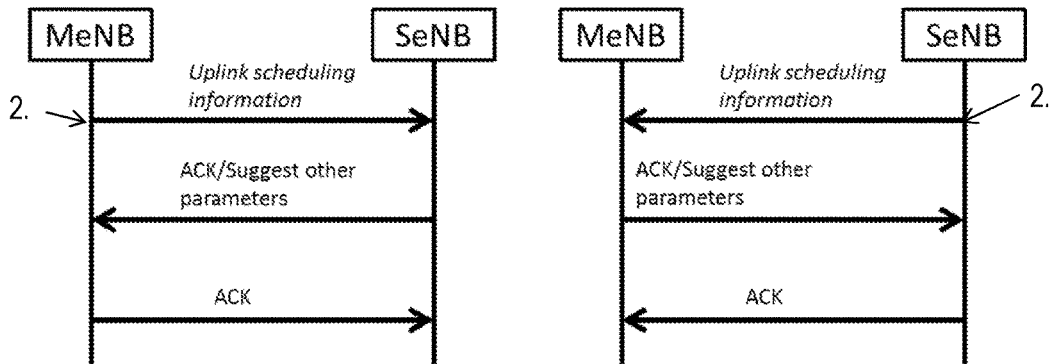 MeNB
SeNB
Uplink scheduling
information
2.
ACK/Suggest other
parameters
ACK
MeNB
SeNB
Uplink scheduling
information
2.
ACK/Suggest other
parameters
ACK